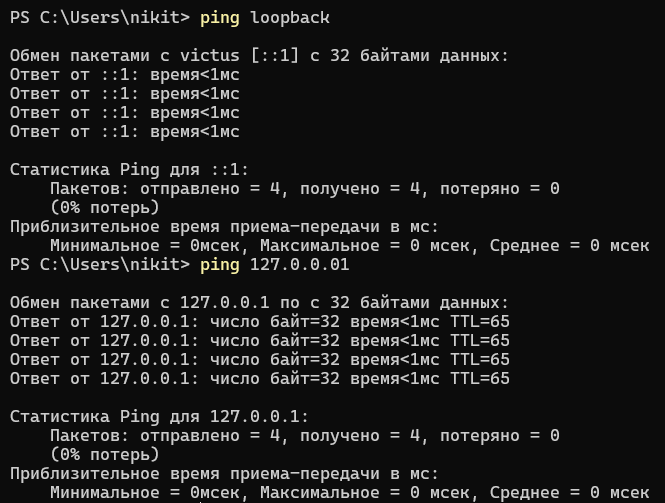 PS C:\Users\nikit> ping loopback
Обмен пакетами с victus [::1] с 32 байтами данных:
Ответ от ::1: время<1мс
Ответ от ::1: время<1мс
Ответ от ::1: время<1мс
Ответ от ::1: время<1мс
Статистика Ping для ::1:
Пакетов: отправлено = 4, получено = 4, потеряно = 0
(0% потерь)
Приблизительное время приема-передачи в мс:
Минимальное = 0мсек, Максимальное = 0 мсек, Среднее = 0 мсек
PS C:\Users\nikit> ping 127.0.0.01
Обмен пакетами с 127.0.0.1 по с 32 байтами данных:
Ответ от 127.0.0.1: число байт=32 время<1мс TTL=65
Ответ от 127.0.0.1: число байт=32 время<1мс TTL=65
Ответ от 127.0.0.1: число байт=32 время<1мс TTL=65
Ответ от 127.0.0.1: число байт=32 время<1мс TTL=65
Статистика Ping для 127.0.0.1:
Пакетов: отправлено = 4, получено = 4, потеряно = 0
(0% потерь)
Приблизительное время приема-передачи в мс:
Минимальное = 0мсек, Максимальное = 0 мсек, Среднее = 0 мсек